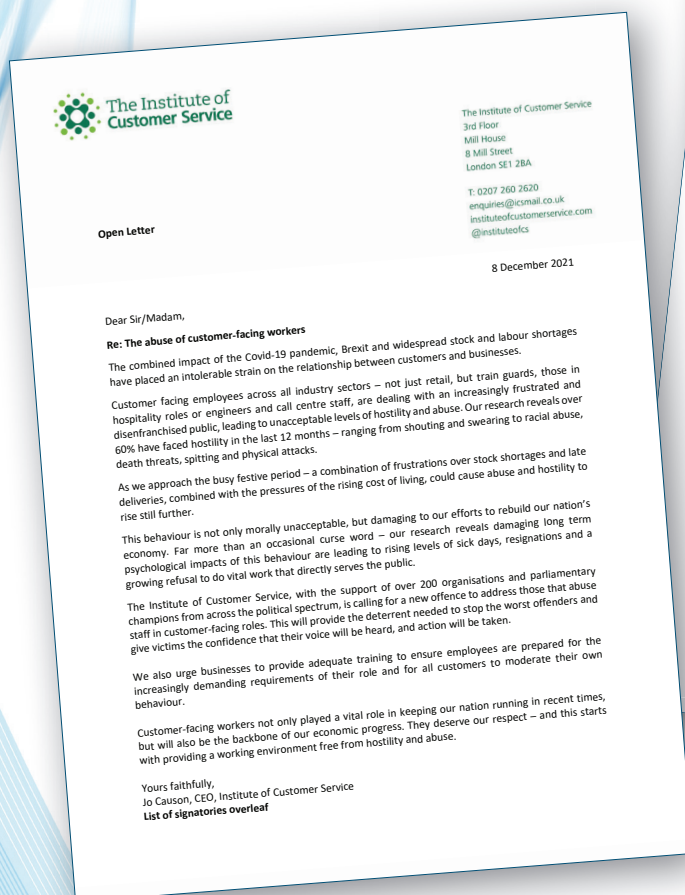 The Institute of
Customer Service
The Institute of Customer Service
3rd Floor
Mill House
8 Mill Street
London SE1 2BA
T: 0207 260 2620
enquiries@icsmail.co.uk
instituteofcustomerservice.com
@instituteofcs
Open Letter
8 December 2021
Dear Sir/Madam,
Re: The abuse of customer-facing workers
The combined impact of the Covid-19 pandemic, Brexit and widespread stock and labour shortages
have placed an intolerable strain on the relationship between customers and businesses.
Customer facing employees across all industry sectors – not just retail, but train guards, those in
hospitality roles or engineers and call centre staff, are dealing with an increasingly frustrated and
disenfranchised public, leading to unacceptable levels of hostility and abuse. Our research reveals over
60% have faced hostility in the last 12 months – ranging from shouting and swearing to racial abuse,
death threats, spitting and physical attacks.
As we approach the busy festive period – a combination of frustrations over stock shortages and late
deliveries, combined with the pressures of the rising cost of living, could cause abuse and hostility to
rise still further.
This behaviour is not only morally unacceptable, but damaging to our efforts to rebuild our nation's
economy. Far more than an occasional curse word – our research reveals damaging long term
psychological impacts of this behaviour are leading to rising levels of sick days, resignations and a
growing refusal to do vital work that directly serves the public.
The Institute of Customer Service, with the support of over 200 organisations and parliamentary
champions from across the political spectrum, is calling for a new offence to address those that abuse
staff in customer-facing roles. This will provide the deterrent needed to stop the worst offenders and
give victims the confidence that their voice will be heard, and action will be taken.
We also urge businesses to provide adequate training to ensure employees are prepared for the
increasingly demanding requirements of their role and for all customers to moderate their own
behaviour.
Customer-facing workers not only played a vital role in keeping our nation running in recent times,
but will also be the backbone of our economic progress. They deserve our respect – and this starts
with providing a working environment free from hostility and abuse.
Yours faithfully,
Jo Causon, CEO, Institute of Customer Service
List of signatories overleaf